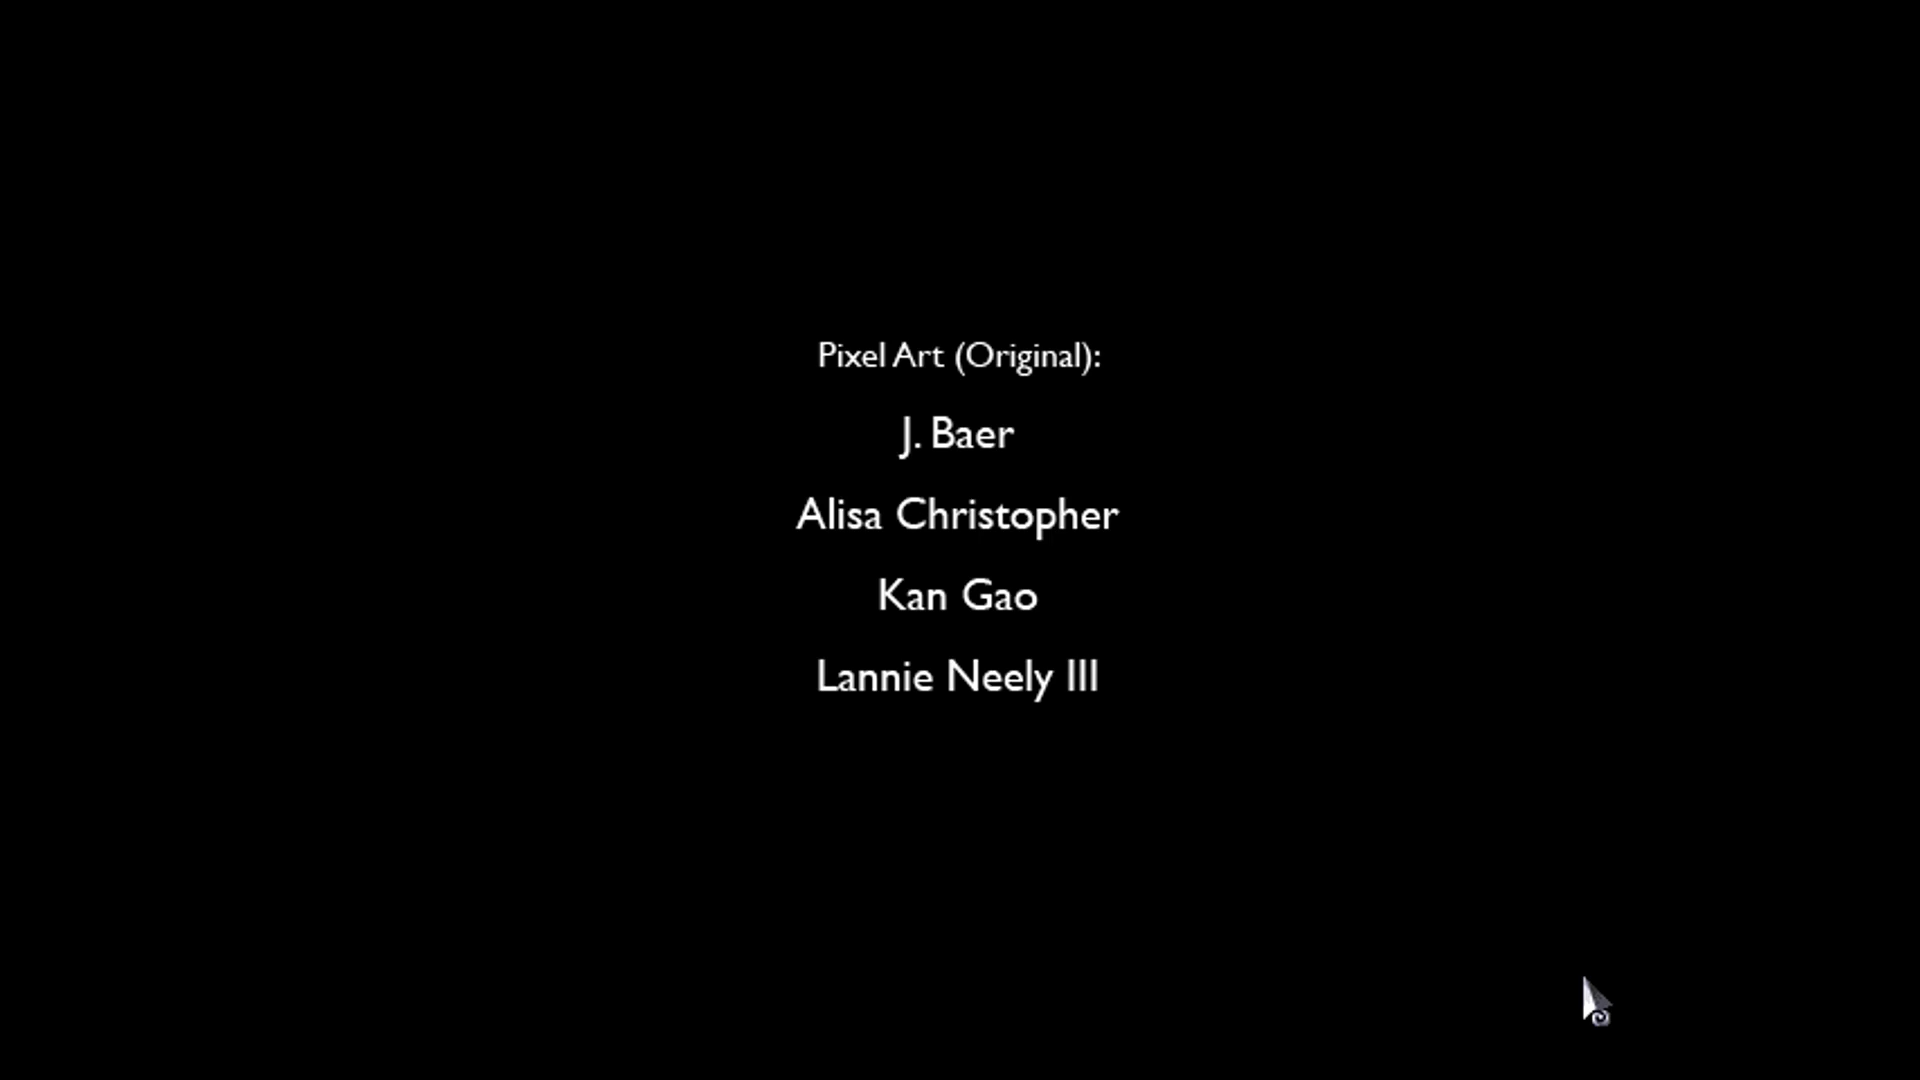 Pixel Art (Original):
J. Baer
Alisa Christopher
Kan Gao
Lannie Neely III